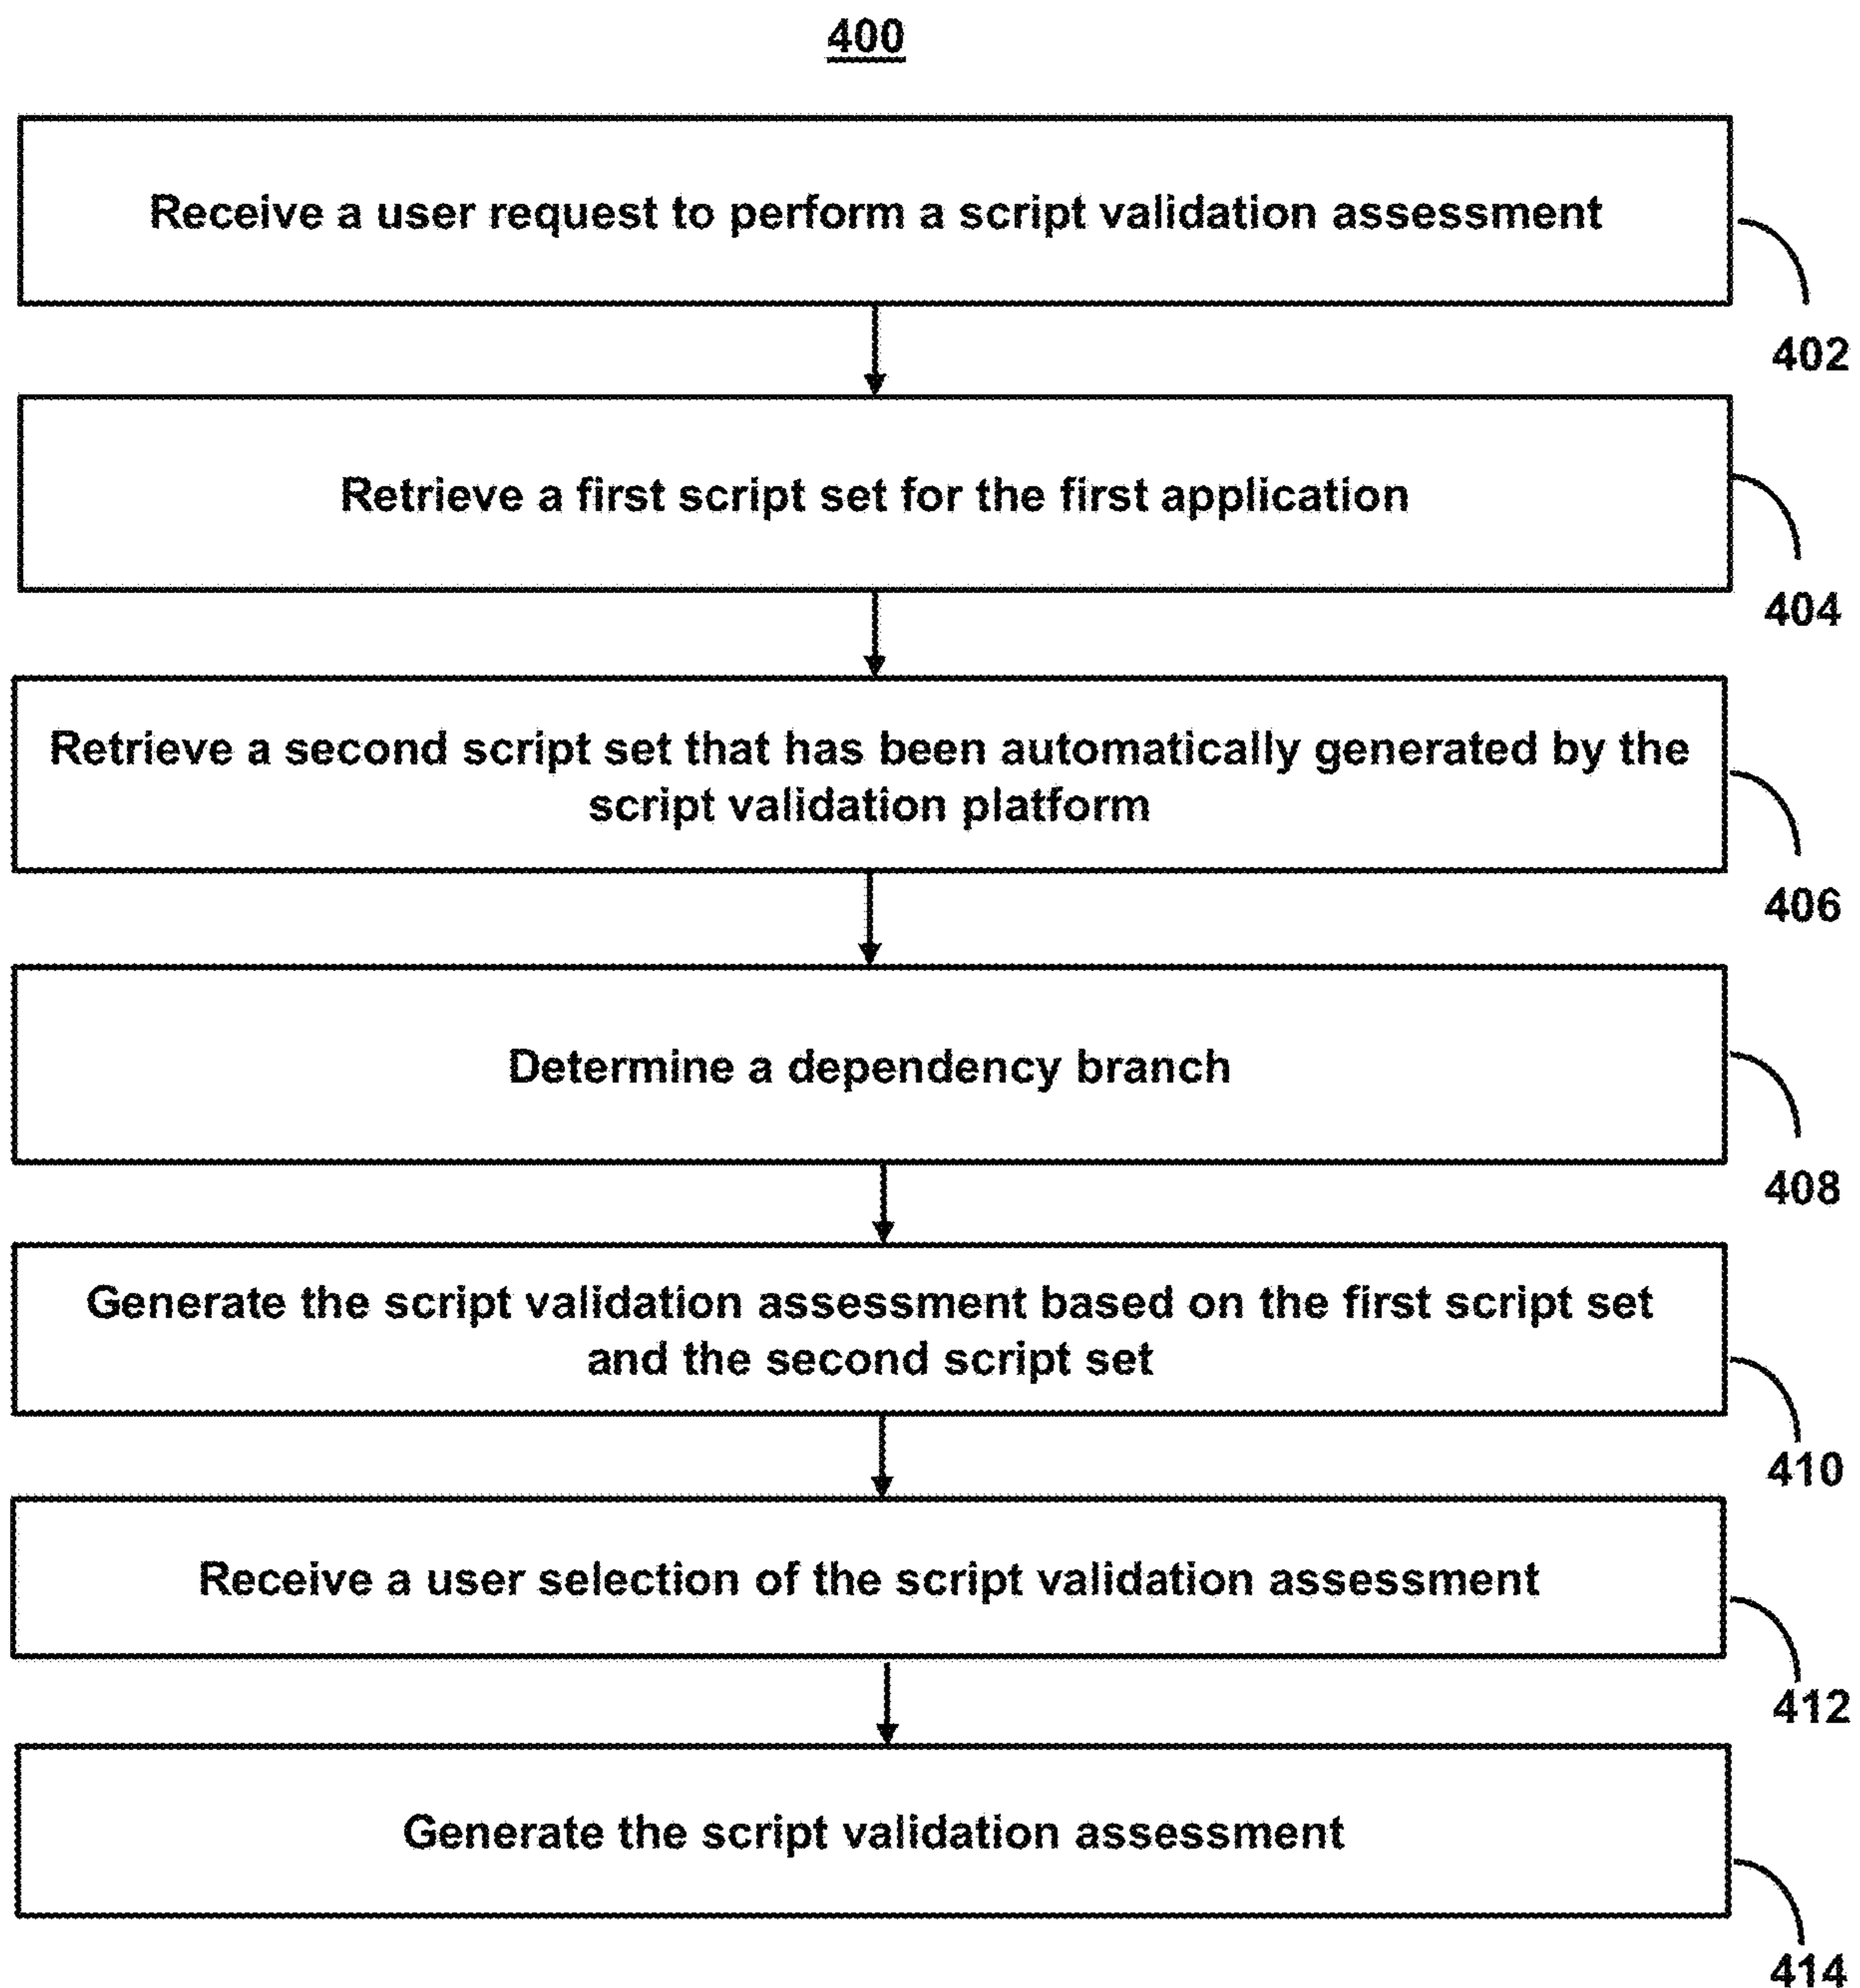 400
Receive a user request to perform a script validation assessment
402
Retrieve a first script set for the first application
404
Retrieve a second script set that has been automatically generated by the
script validation platform
406
Determine a dependency branch
408
Generate the script validation assessment based on the first script set
and the second script set
410
Receive a user selection of the script validation assessment
412
Generate the script validation assessment
414